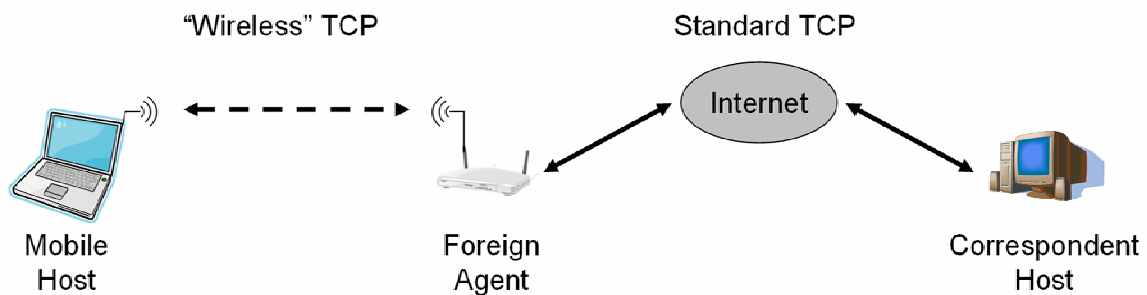 “Wireless” TCP
Standard TCP
Internet
Mobile
Host
Foreign
Agent
Correspondent
Host